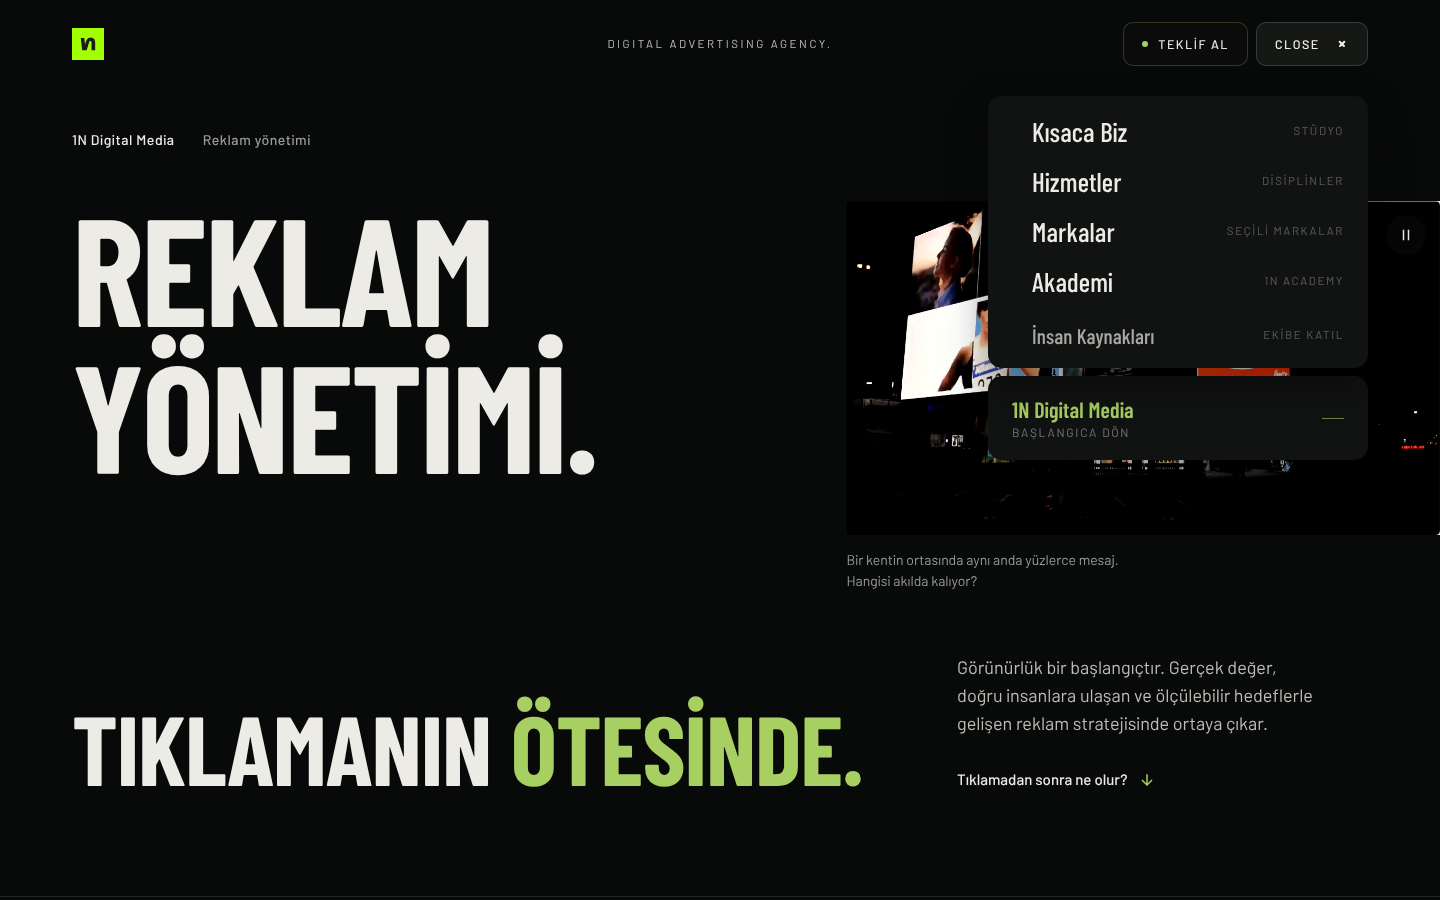 n
DIGITAL ADVERTISING AGENCY.
TEKLİF AL
CLOSE ×
1N Digital Media
Reklam yönetimi
Kısaca Biz
STÜDYO
Hizmetler
DİSİPLİNLER
Markalar
SEÇİLİ MARKALAR
Akademi
1N ACADEMY
İnsan Kaynakları
EKİBE KATIL
1N Digital Media
BAŞLANGICA DÖN
REKLAM
YÖNETİMİ.
Bir kentin ortasında aynı anda yüzlerce mesaj.
Hangisi akılda kalıyor?
TIKLAMANIN ÖTESİNDE.
Görünürlük bir başlangıçtır. Gerçek değer,
doğru insanlara ulaşan ve ölçülebilir hedeflerle
gelişen reklam stratejisinde ortaya çıkar.
Tıklamadan sonra ne olur? ↓